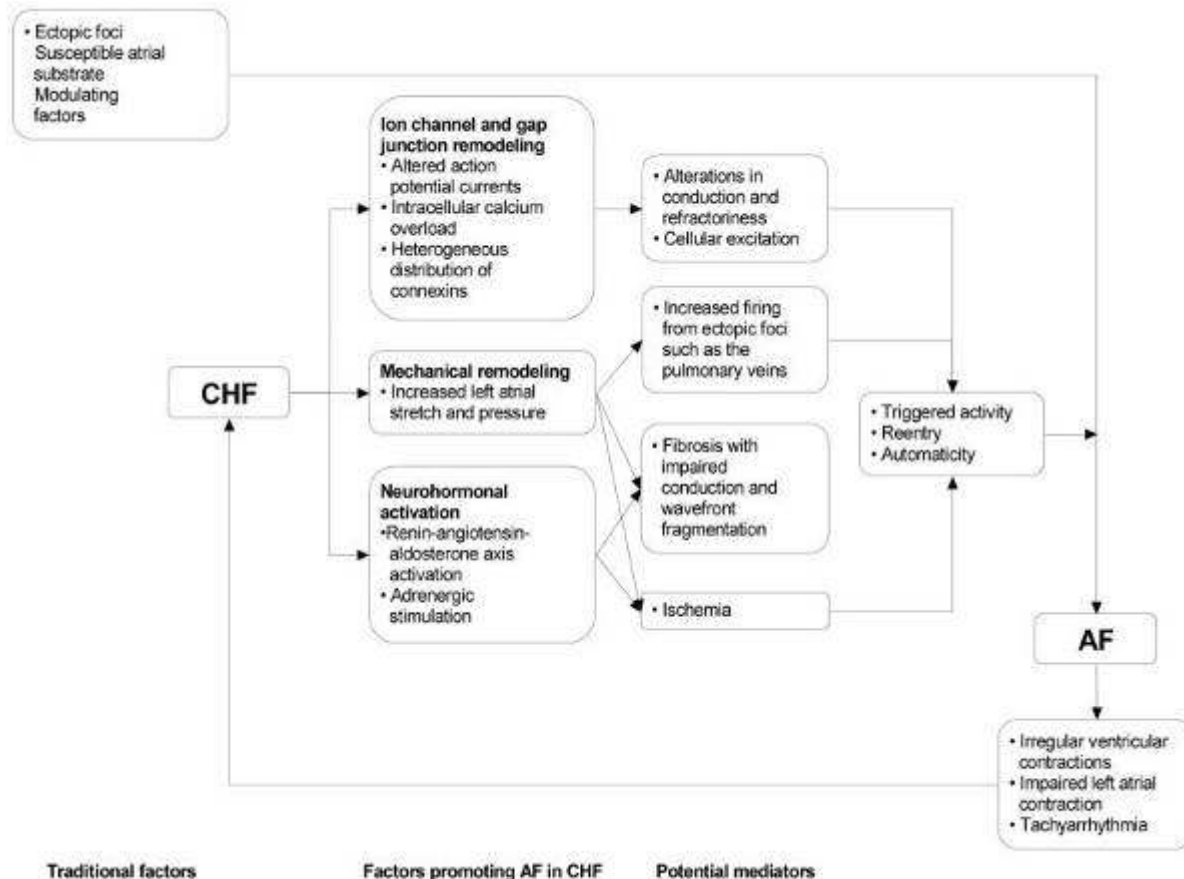 • Ectopic foci
Susceptible atrial
substrate
Modulating
factors
Ion channel and gap
junction remodeling
• Altered action
potential currents
• Intracellular calcium
overload
• Heterogeneous
distribution of
connexins
• Alterations in
conduction and
refractoriness
• Cellular excitation
• Increased firing
from ectopic foci
such as the
pulmonary veins
CHF
Mechanical remodeling
• Increased left atrial
stretch and pressure
• Triggered activity
• Reentry
• Automaticity
• Fibrosis with
impaired
conduction and
wavefront
fragmentation
Neurohormonal
activation
•Renin-angiotensin-
aldosterone axis
activation
• Adrenergic
stimulation
• Ischemia
AF
• Irregular ventricular
contractions
• Impaired left atrial
contraction
• Tachyarrhythmia
Traditional factors
Factors promoting AF in CHF
Potential mediators